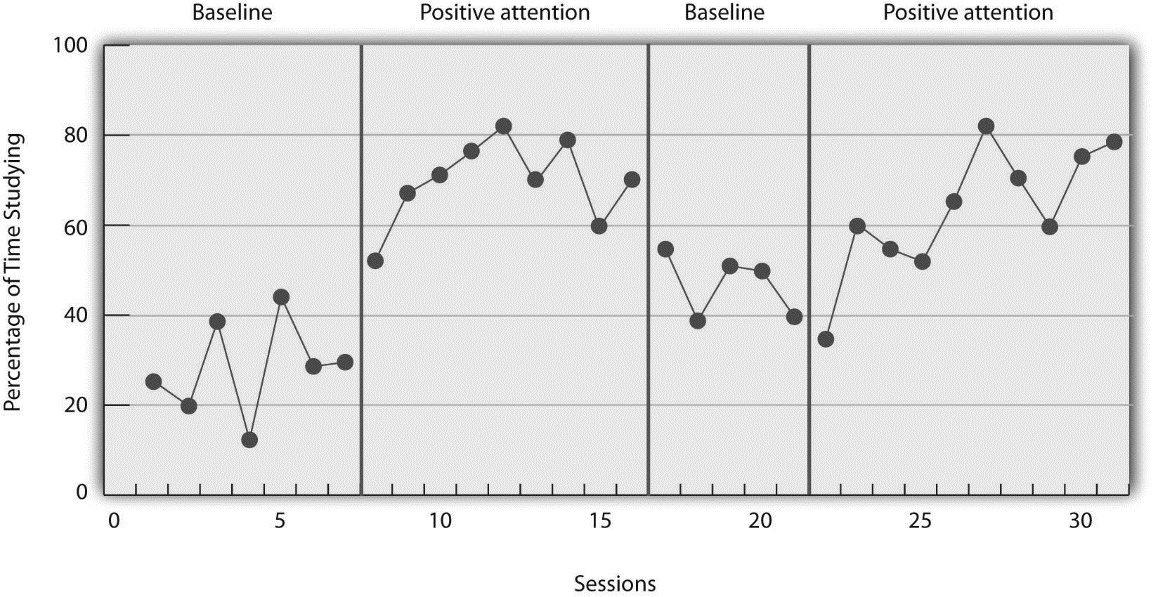 Baseline Positive attention Baseline Positive attention
100
80
60
40
20
0
Percentage of Time Studying
0 5 10 15 20 25 30
Sessions